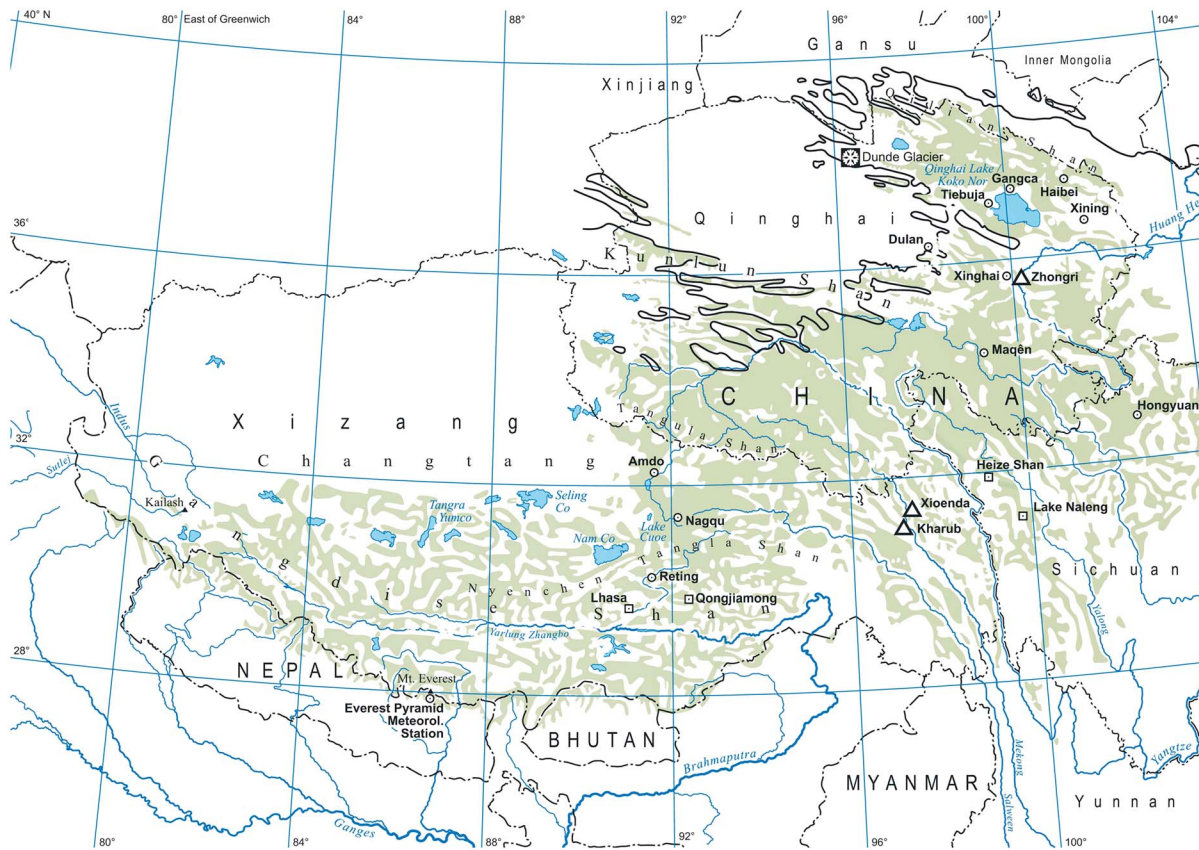 40° N
80° East of Greenwich
84°
88°
92°
96°
100°
104°
Gansu
Inner Mongolia
Xinjiang
Qilian Shan
Dunde Glacier
Qinghai Lake /
Koko Nor
Gangca
Haibei
Tiebuja
Xining
Huang He
Qinghai
36°
Dulan
Kunlun Shan
Xinghai
Zhongri
Maqên
CHINA
Hongyuan
Indus
Xizang
Tangula Shan
32°
Sutlej
Changtang
Amdo
Heize Shan
Kailash
Gangdise Shan
Tangra
Yumco
Seling
Co
Xioenda
Lake Naleng
Nagqu
Lake
Cuoe
Kharub
Nam Co
Nyenchen Tangla Shan
Sichuan
Reting
Lhasa
Qongjiamong
Yalong
Yarlung Zhangbo
28°
NEPAL
Mt. Everest
Everest Pyramid
Meteorol.
Station
BHUTAN
Brahmaputra
Mekong
Yangtze
MYANMAR
Salween
Yunnan
Ganges
80°
84°
88°
92°
96°
100°